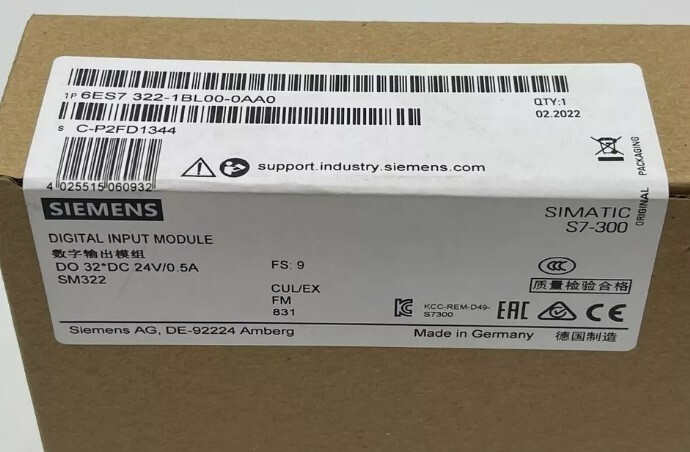 1P 6ES7 322-1BL00-0AA0
QTY:1
02.2022
S C-P2FD1344
4 025515 060932
support.industry.siemens.com
ORIGINAL PACKAGING
SIEMENS
SIMATIC
S7-300
DIGITAL INPUT MODULE
数字输出模组
DO 32*DC 24V/0.5A
SM322
FS: 9
CUL/EX
FM
831
CCC
质量检验合格
KCC-REM-D49-
S7300
EAC
CE
Siemens AG, DE-92224 Amberg
Made in Germany
德国制造